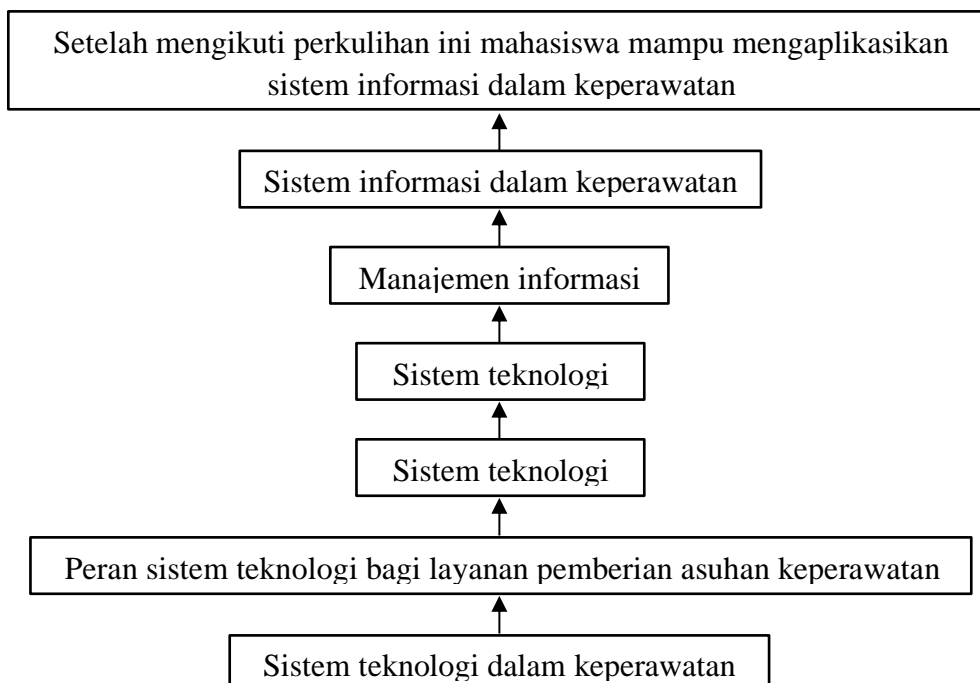 Setelah mengikuti perkulihan ini mahasiswa mampu mengaplikasikan
sistem informasi dalam keperawatan
Sistem informasi dalam keperawatan
Manajemen informasi
Sistem teknologi
Sistem teknologi
Peran sistem teknologi bagi layanan pemberian asuhan keperawatan
Sistem teknologi dalam keperawatan